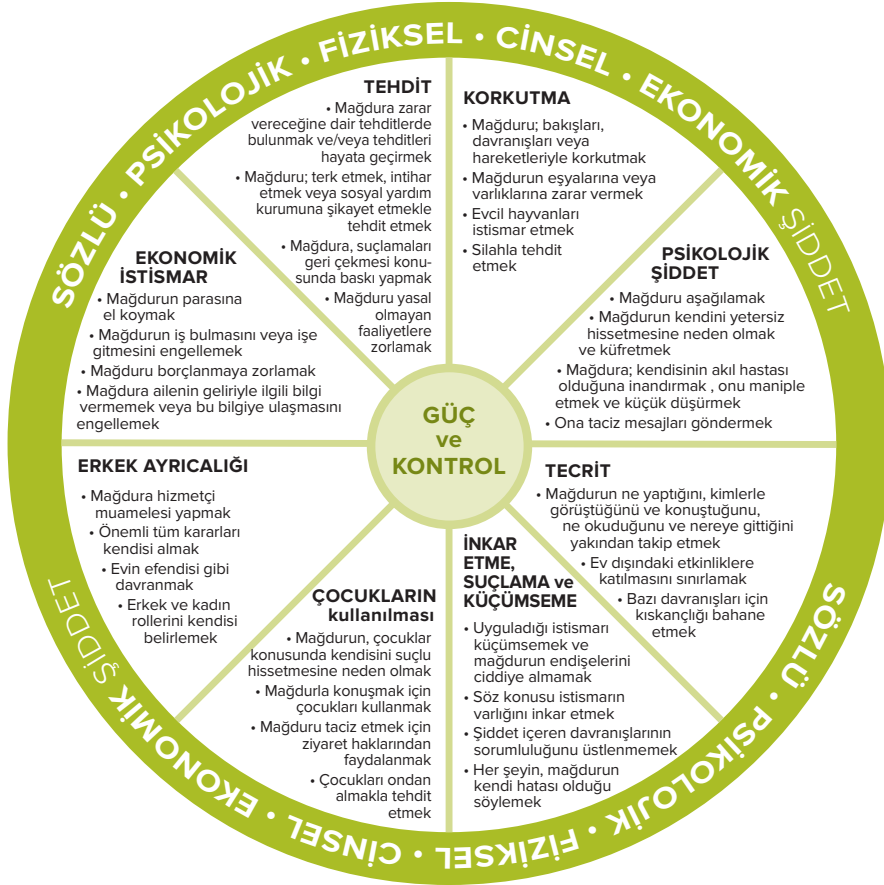 SÖZLÜ • PSİKOLOJİK • FİZİKSEL • CİNSEL • EKONOMİK ŞİDDET
TEHDİT
• Mağdura zarar
vereceğine dair tehditlerde
bulunmak ve/veya tehditleri
hayata geçirmek
• Mağduru; terk etmek, intihar
etmek veya sosyal yardım
kurumuna şikayet etmekle
tehdit etmek
• Mağdura, suçlamaları
geri çekmesi konu-
sunda baskı yapmak
• Mağduru yasal
olmayan
faaliyetlere
zorlamak
KORKUTMA
• Mağduru; bakışları,
davranışları veya
hareketleriyle korkutmak
• Mağdurun eşyalarına veya
varlıklarına zarar vermek
• Evcil hayvanları
istismar etmek
• Silahla tehdit
etmek
PSİKOLOJİK
ŞİDDET
• Mağduru aşağılamak
• Mağdurun kendini yetersiz
hissetmesine neden olmak
ve küfretmek
• Mağdura; kendisinin akıl hastası
olduğuna inandırmak , onu maniple
etmek ve küçük düşürmek
• Ona taciz mesajları göndermek
EKONOMİK
İSTİSMAR
• Mağdurun parasına
el koymak
• Mağdurun iş bulmasını veya işe
gitmesini engellemek
• Mağduru borçlanmaya zorlamak
• Mağdura ailenin geliriyle ilgili bilgi
vermemek veya bu bilgiye ulaşmasını
engellemek
GÜÇ
ve
KONTROL
ERKEK AYRICALIĞI
• Mağdura hizmetçi
muamelesi yapmak
• Önemli tüm kararları
kendisi almak
• Evin efendisi gibi
davranmak
• Erkek ve kadın
rollerini kendisi
belirlemek
ÇOCUKLARIN
kullanılması
• Mağdurun, çocuklar
konusunda kendisini suçlu
hissetmesine neden olmak
• Mağdurla konuşmak için
çocukları kullanmak
• Mağduru taciz etmek için
ziyaret haklarından
faydalanmak
• Çocukları ondan
almakla tehdit
etmek
İNKAR
ETME,
SUÇLAMA ve
KÜÇÜMSEME
• Uyguladığı istismarı
küçümsemek ve
mağdurun endişelerini
ciddiye almamak
• Söz konusu istismarın
varlığını inkar etmek
• Şiddet içeren davranışlarının
sorumluluğunu üstlenmemek
• Her şeyin, mağdurun
kendi hatası olduğu
söylemek
TECRİT
• Mağdurun ne yaptığını, kimlerle
görüştüğünü ve konuştuğunu,
ne okuduğunu ve nereye gittiğini
yakından takip etmek
• Ev dışındaki etkinliklere
katılmasını sınırlamak
• Bazı davranışları için
kıskançlığı bahane
etmek
SÖZLÜ • PSİKOLOJİK • FİZİKSEL • CİNSEL • EKONOMİK ŞİDDET